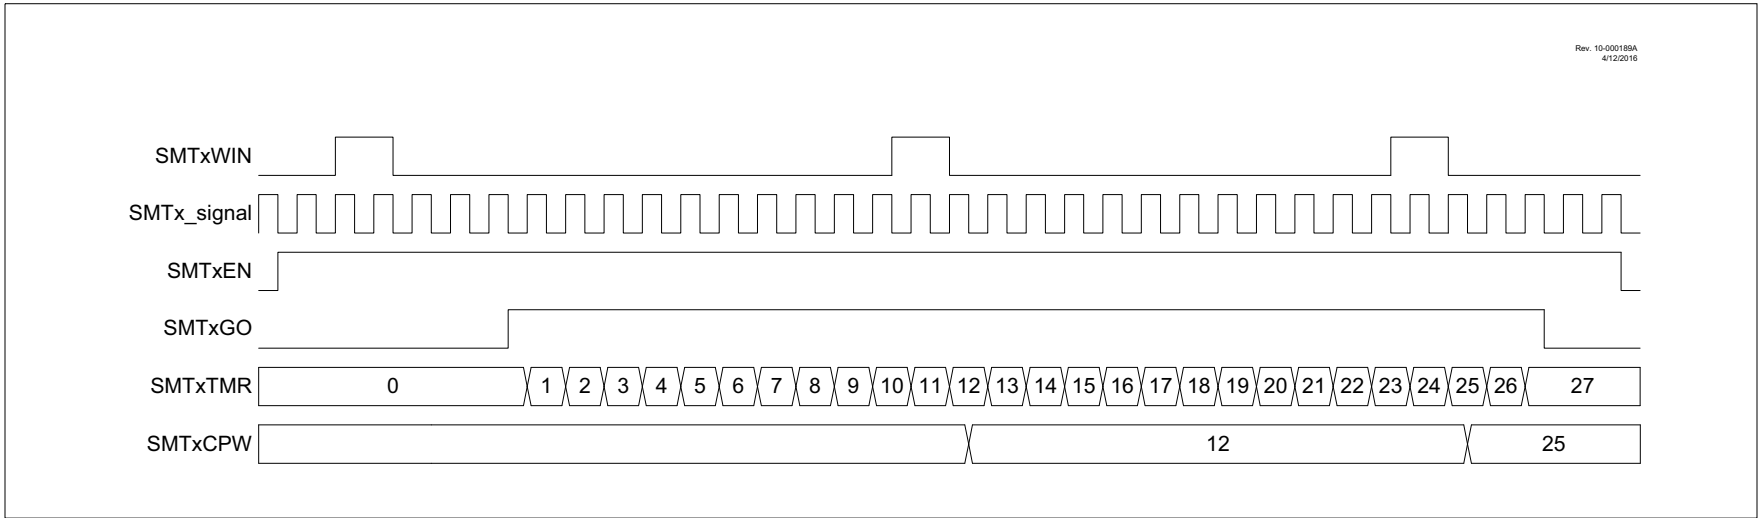 Rev. 10-000189A
4/12/2016
SMTxWIN
SMTx_signal
SMTxEN
SMTxGO
SMTxTMR 0 1 2 3 4 5 6 7 8 9 10 11 12 13 14 15 16 17 18 19 20 21 22 23 24 25 26 27
SMTxCPW 12 25